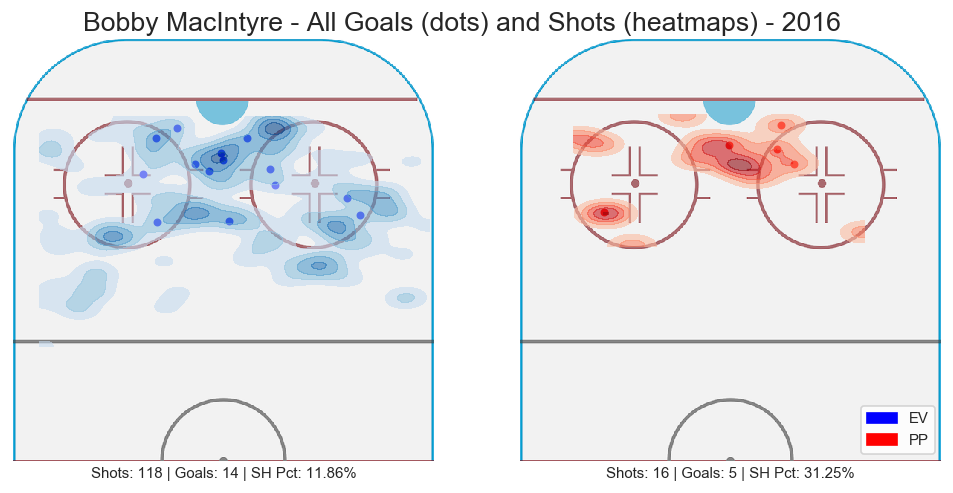 Bobby MacIntyre - All Goals (dots) and Shots (heatmaps) - 2016
EV
PP
Shots: 118 | Goals: 14 | SH Pct: 11.86%
Shots: 16 | Goals: 5 | SH Pct: 31.25%